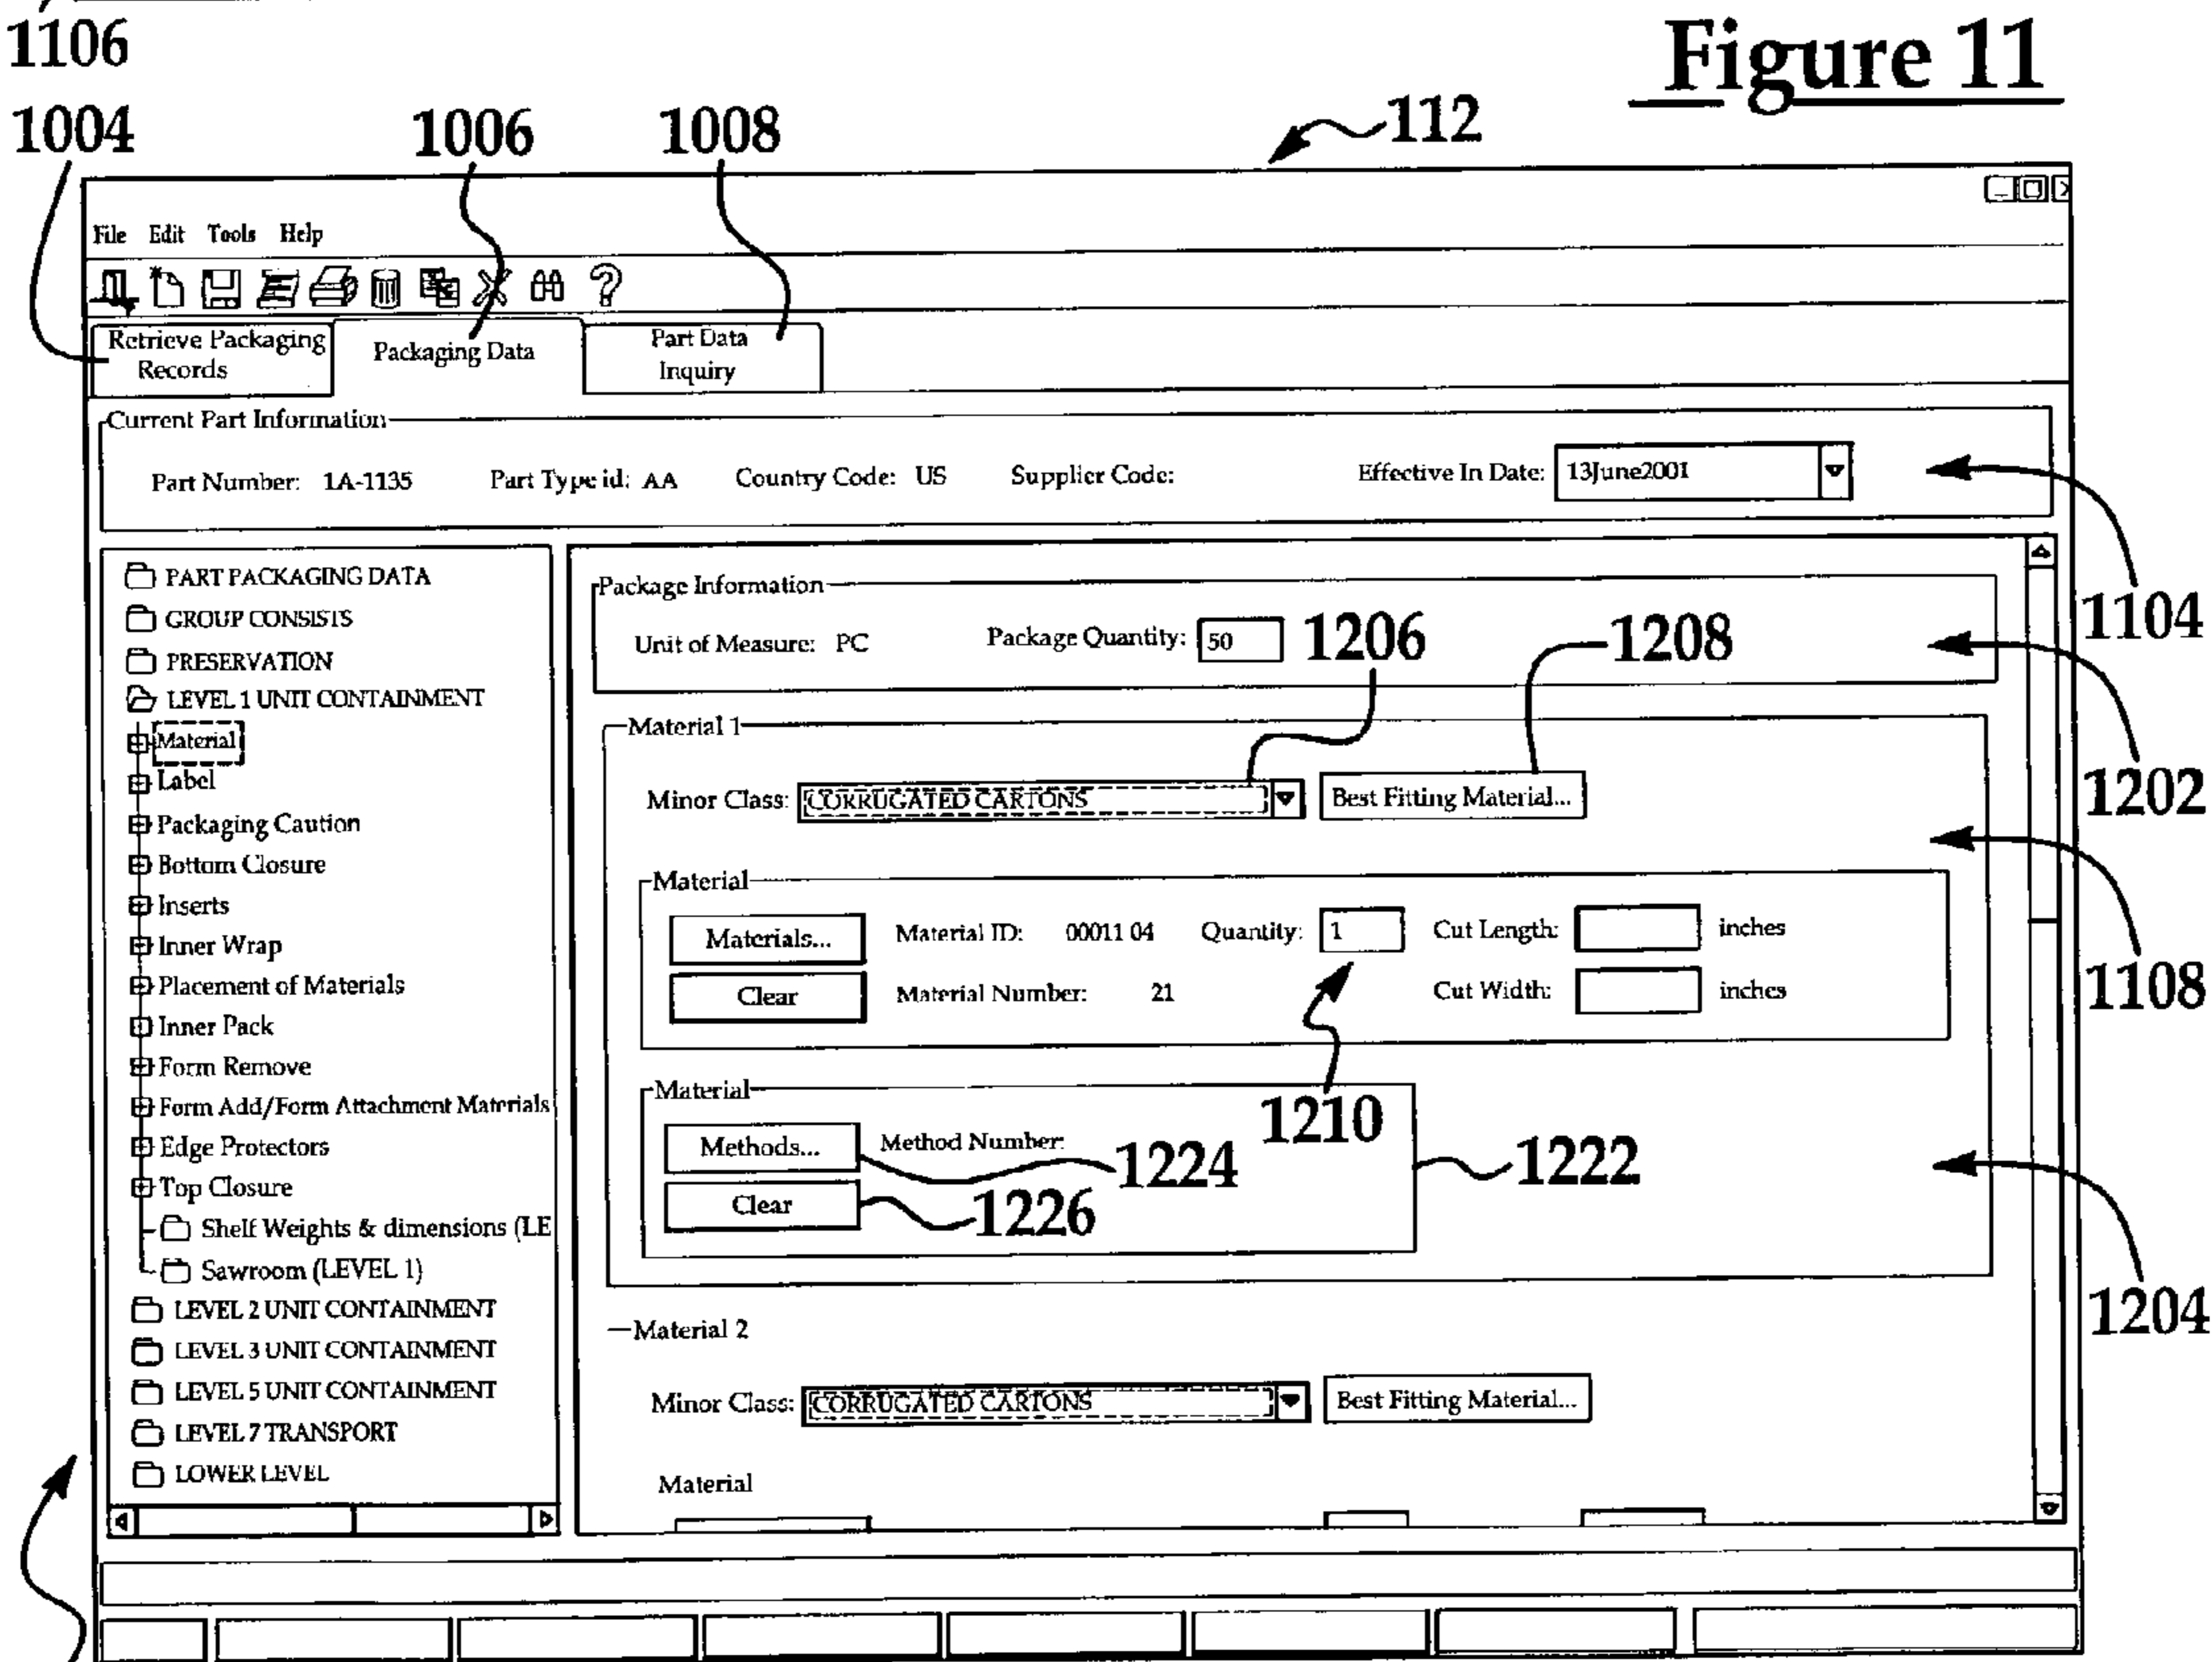 1106
Figure 11
1004 1006 1008 112
File Edit Tools Help
Retrieve Packaging Records
Packaging Data
Part Data Inquiry
Current Part Information
Part Number: 1A-1135 Part Type id: AA Country Code: US Supplier Code: Effective In Date: 13June2001
1104
PART PACKAGING DATA
GROUP CONSISTS
PRESERVATION
LEVEL 1 UNIT CONTAINMENT
Material
Label
Packaging Caution
Bottom Closure
Inserts
Inner Wrap
Placement of Materials
Inner Pack
Form Remove
Form Add/Form Attachment Materials
Edge Protectors
Top Closure
Shelf Weights & dimensions (LE
Sawroom (LEVEL 1)
LEVEL 2 UNIT CONTAINMENT
LEVEL 3 UNIT CONTAINMENT
LEVEL 5 UNIT CONTAINMENT
LEVEL 7 TRANSPORT
LOWER LEVEL
Package Information
Unit of Measure: PC Package Quantity: 50 1206 1208
1202
Material 1
Minor Class: CORRUGATED CARTONS Best Fitting Material...
1108
Material
Materials... Material ID: 00011 04 Quantity: 1 Cut Length: inches
Clear Material Number: 21 Cut Width: inches
1210
Material
Methods... Method Number: 1224 1222
Clear 1226
1204
Material 2
Minor Class: CORRUGATED CARTONS Best Fitting Material...
Material